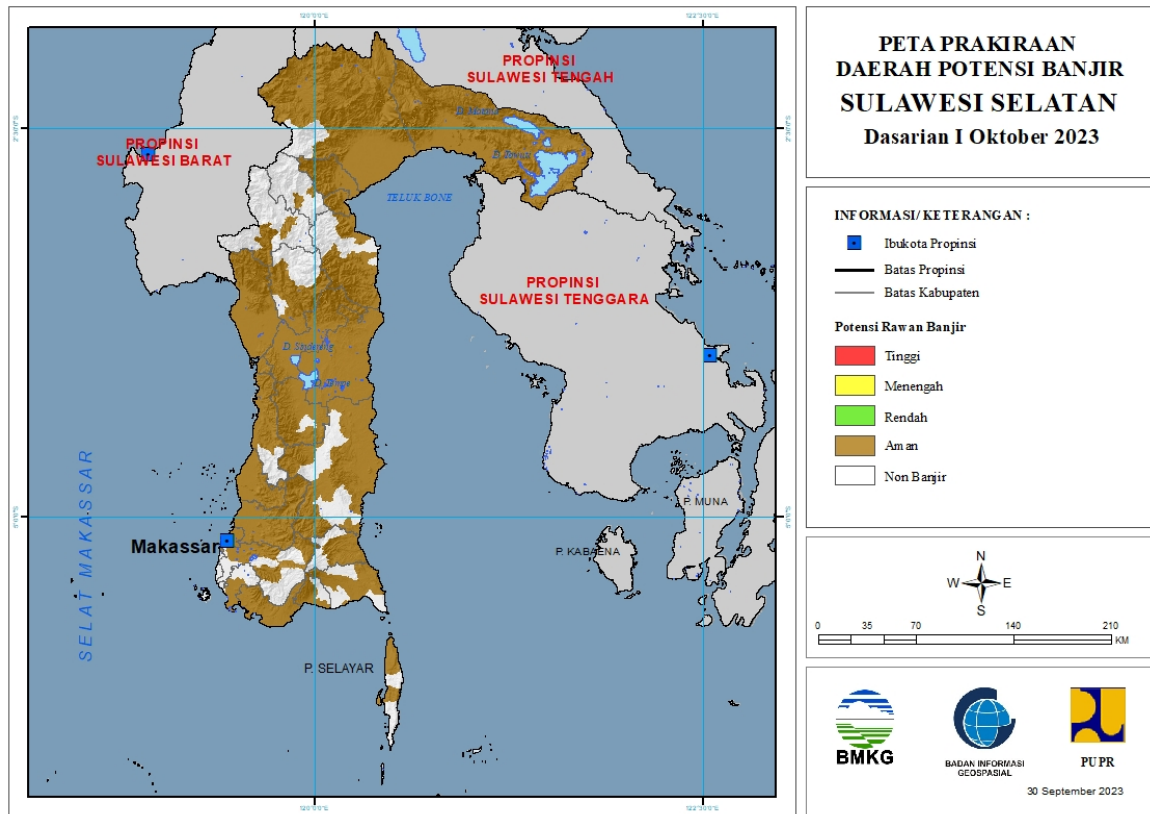 PETA PRAKIRAAN
DAERAH POTENSI BANJIR
SULAWESI SELATAN
Dasarian I Oktober 2023
INFORMASI/ KETERANGAN :
Ibukota Propinsi
Batas Propinsi
Batas Kabupaten
Potensi Rawan Banjir
Tinggi
Menengah
Rendah
Aman
Non Banjir
N
W
E
S
0
35
70
140
210
KM
BMKG
BADAN INFORMASI
GEOSPASIAL
PUPR
30 September 2023
PROPINSI
SULAWESI TENGAH
PROPINSI
SULAWESI BARAT
TELUK BONE
PROPINSI
SULAWESI TENGGARA
SELAT MAKASSAR
Makassar
P. MUNA
P. KABAENA
P. SELAYAR